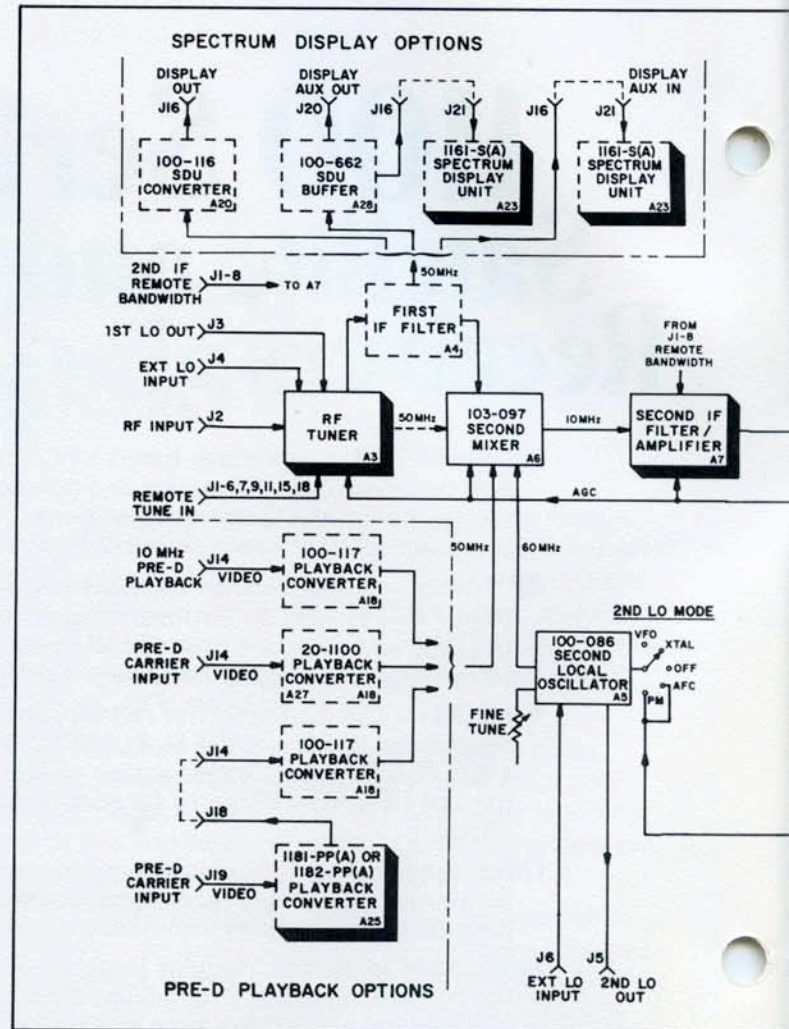 SPECTRUM DISPLAY OPTIONS
DISPLAY
OUT
J16
DISPLAY
AUX OUT
J20
J16
J21
J16
DISPLAY
AUX IN
J21
100-116
SDU
CONVERTER
A20
100-662
SDU
BUFFER
A28
1161-S(A)
SPECTRUM
DISPLAY
UNIT
A23
1161-S(A)
SPECTRUM
DISPLAY
UNIT
A23
2ND IF
REMOTE
BANDWIDTH
J1-8
TO A7
50MHz
1ST LO OUT
J3
EXT LO
INPUT
J4
FIRST
IF FILTER
A4
FROM
J1-8
REMOTE
BANDWIDTH
RF INPUT
J2
RF
TUNER
A3
50MHz
103-097
SECOND
MIXER
A6
10MHz
SECOND IF
FILTER/
AMPLIFIER
A7
REMOTE
TUNE IN
J1-6,7,9,11,15,18
AGC
50MHz
60MHz
10 MHz
PRE-D
PLAYBACK
J14
VIDEO
100-117
PLAYBACK
CONVERTER
A18
PRE-D
CARRIER
INPUT
J14
VIDEO
20-1100
PLAYBACK
CONVERTER
A27
A18
2ND LO MODE
VFO
XTAL
OFF
AFC
PM
100-086
SECOND
LOCAL
OSCILLATOR
A5
FINE
TUNE
J14
100-117
PLAYBACK
CONVERTER
A18
J18
PRE-D
CARRIER
INPUT
J19
VIDEO
1181-PP(A) OR
1182-PP(A)
PLAYBACK
CONVERTER
A25
J6
EXT LO
INPUT
J5
2ND LO
OUT
PRE-D PLAYBACK OPTIONS